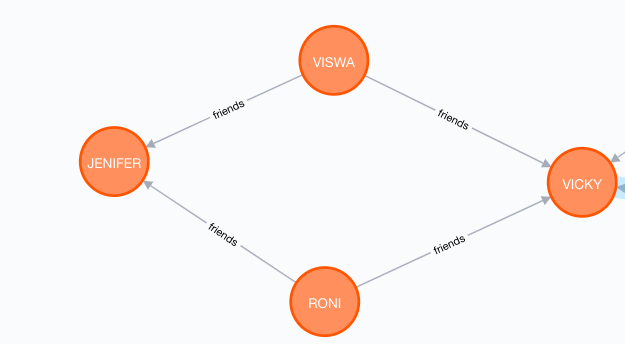 VISWA
friends
friends
JENIFER
VICKY
friends
friends
RONI